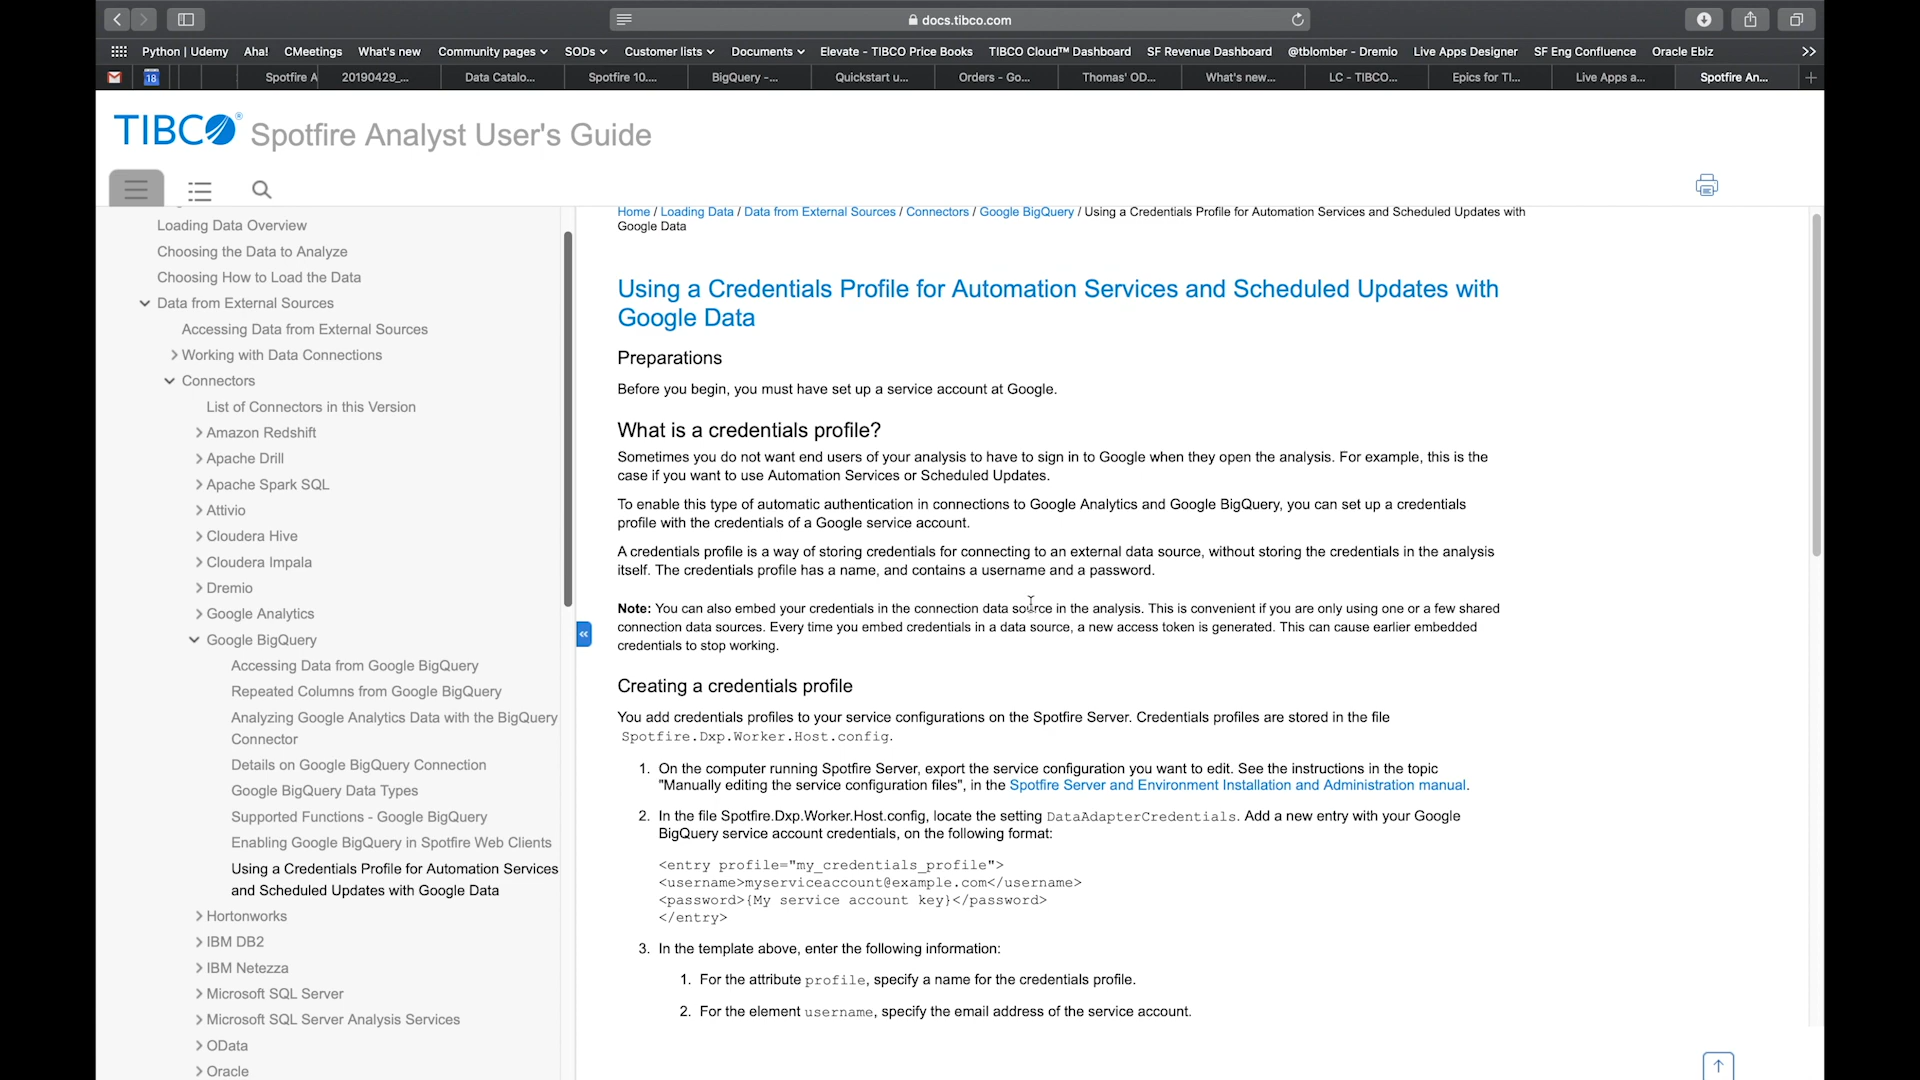 docs.tibco.com
Python | Udemy Aha! CMeetings What's new Community pages SODs Customer lists Documents Elevate - TIBCO Price Books TIBCO Cloud™ Dashboard SF Revenue Dashboard @tblomber - Dremio Live Apps Designer SF Eng Confluence Oracle Ebiz
18 Spotfire A 20190429_... Data Catalo... Spotfire 10.... BigQuery -... Quickstart u... Orders - Go... Thomas' OD... What's new... LC - TIBCO... Epics for TI... Live Apps a... Spotfire An...
TIBCO® Spotfire Analyst User's Guide
Loading Data Overview
Choosing the Data to Analyze
Choosing How to Load the Data
Data from External Sources
Accessing Data from External Sources
Working with Data Connections
Connectors
List of Connectors in this Version
Amazon Redshift
Apache Drill
Apache Spark SQL
Attivio
Cloudera Hive
Cloudera Impala
Dremio
Google Analytics
Google BigQuery
Accessing Data from Google BigQuery
Repeated Columns from Google BigQuery
Analyzing Google Analytics Data with the BigQuery
Connector
Details on Google BigQuery Connection
Google BigQuery Data Types
Supported Functions - Google BigQuery
Enabling Google BigQuery in Spotfire Web Clients
Using a Credentials Profile for Automation Services
and Scheduled Updates with Google Data
Hortonworks
IBM DB2
IBM Netezza
Microsoft SQL Server
Microsoft SQL Server Analysis Services
OData
Oracle
Home / Loading Data / Data from External Sources / Connectors / Google BigQuery / Using a Credentials Profile for Automation Services and Scheduled Updates with
Google Data
Using a Credentials Profile for Automation Services and Scheduled Updates with
Google Data
Preparations
Before you begin, you must have set up a service account at Google.
What is a credentials profile?
Sometimes you do not want end users of your analysis to have to sign in to Google when they open the analysis. For example, this is the
case if you want to use Automation Services or Scheduled Updates.
To enable this type of automatic authentication in connections to Google Analytics and Google BigQuery, you can set up a credentials
profile with the credentials of a Google service account.
A credentials profile is a way of storing credentials for connecting to an external data source, without storing the credentials in the analysis
itself. The credentials profile has a name, and contains a username and a password.
Note: You can also embed your credentials in the connection data source in the analysis. This is convenient if you are only using one or a few shared
connection data sources. Every time you embed credentials in a data source, a new access token is generated. This can cause earlier embedded
credentials to stop working.
Creating a credentials profile
You add credentials profiles to your service configurations on the Spotfire Server. Credentials profiles are stored in the file
Spotfire.Dxp.Worker.Host.config.
1. On the computer running Spotfire Server, export the service configuration you want to edit. See the instructions in the topic
"Manually editing the service configuration files", in the Spotfire Server and Environment Installation and Administration manual.
2. In the file Spotfire.Dxp.Worker.Host.config, locate the setting DataAdapterCredentials. Add a new entry with your Google
BigQuery service account credentials, on the following format:
<entry profile="my_credentials_profile">
<username>myserviceaccount@example.com</username>
<password>{My service account key}</password>
</entry>
3. In the template above, enter the following information:
1. For the attribute profile, specify a name for the credentials profile.
2. For the element username, specify the email address of the service account.